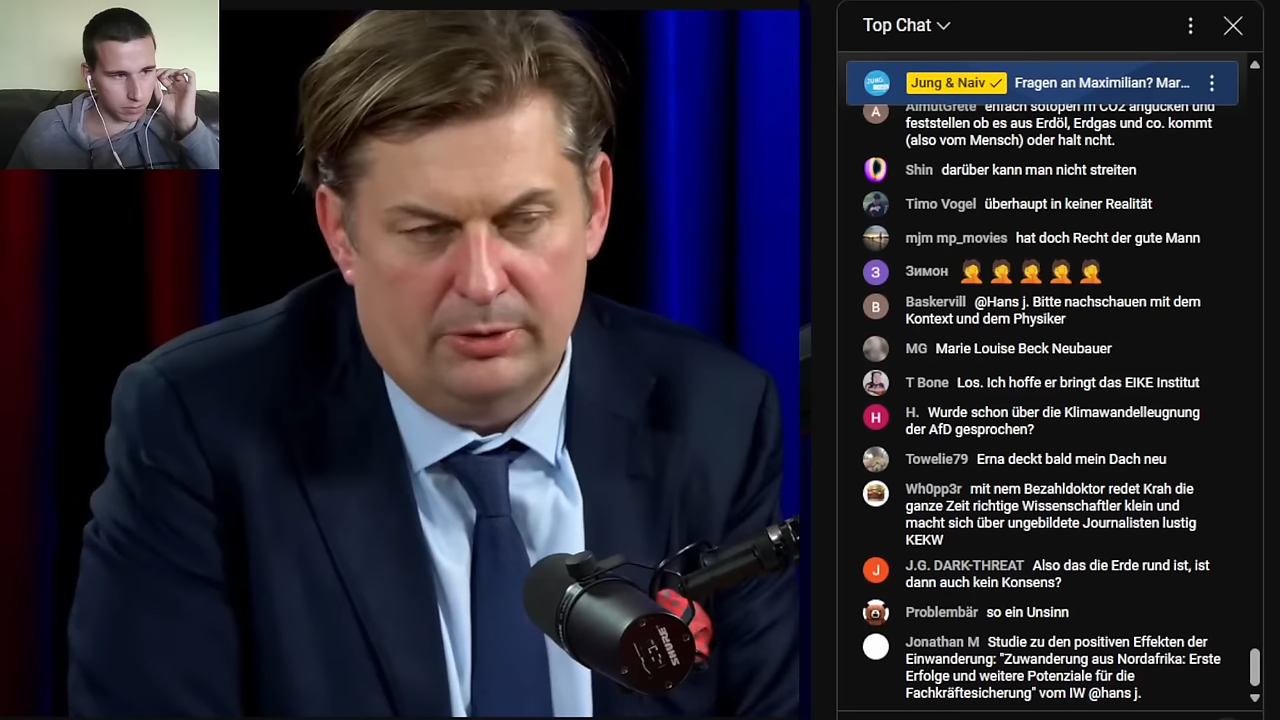 Top Chat
Jung & Naiv Fragen an Maximilian? Mar...
AlmutGrete einfach Isotopen m CO2 angucken und
feststellen ob es aus Erdöl, Erdgas und co. kommt
(also vom Mensch) oder halt ncht.
Shin darüber kann man nicht streiten
Timo Vogel überhaupt in keiner Realität
mjm mp_movies hat doch Recht der gute Mann
Зимон 🤦🤦🤦🤦🤦
Baskervill @Hans j. Bitte nachschauen mit dem
Kontext und dem Physiker
MG Marie Louise Beck Neubauer
T Bone Los. Ich hoffe er bringt das EIKE Institut
H. Wurde schon über die Klimawandelleugnung
der AfD gesprochen?
Towelie79 Erna deckt bald mein Dach neu
Wh0pp3r mit nem Bezahldoktor redet Krah die
ganze Zeit richtige Wissenschaftler klein und
macht sich über ungebildete Journalisten lustig
KEKW
J.G. DARK-THREAT Also das die Erde rund ist, ist
dann auch kein Konsens?
Problembär so ein Unsinn
Jonathan M Studie zu den positiven Effekten der
Einwanderung: "Zuwanderung aus Nordafrika: Erste
Erfolge und weitere Potenziale für die
Fachkräftesicherung" vom IW @hans j.
SHURE